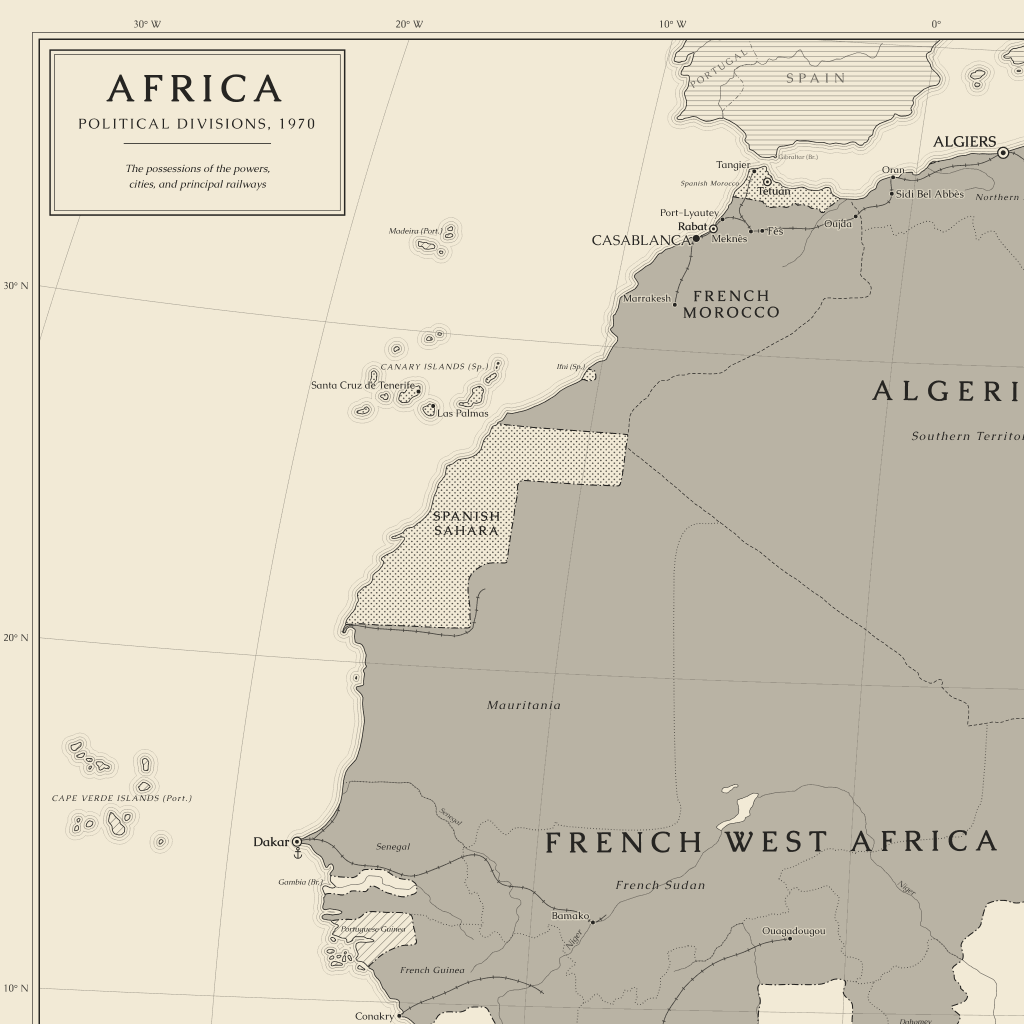 30° W
20° W
10° W
0°
AFRICA
POLITICAL DIVISIONS, 1970
The possessions of the powers,
cities, and principal railways
PORTUGAL
SPAIN
Gibraltar (Br.)
ALGIERS
Tangier
Oran
Spanish Morocco
Tétuan
Sidi Bel Abbès
Northern
Port-Lyautey
Madeira (Port.)
Rabat
Oujda
CASABLANCA
Meknès
Fès
30° N
Marrakesh
FRENCH
MOROCCO
CANARY ISLANDS (Sp.)
Ifni (Sp.)
Santa Cruz de Tenerife
Las Palmas
ALGERI
Southern Territor
SPANISH
SAHARA
20° N
Mauritania
CAPE VERDE ISLANDS (Port.)
Senegal
Dakar
Senegal
FRENCH WEST AFRICA
Gambia (Br.)
French Sudan
Niger
Bamako
Portuguese Guinea
Ouagadougou
Niger
French Guinea
10° N
Conakry
Dahomey